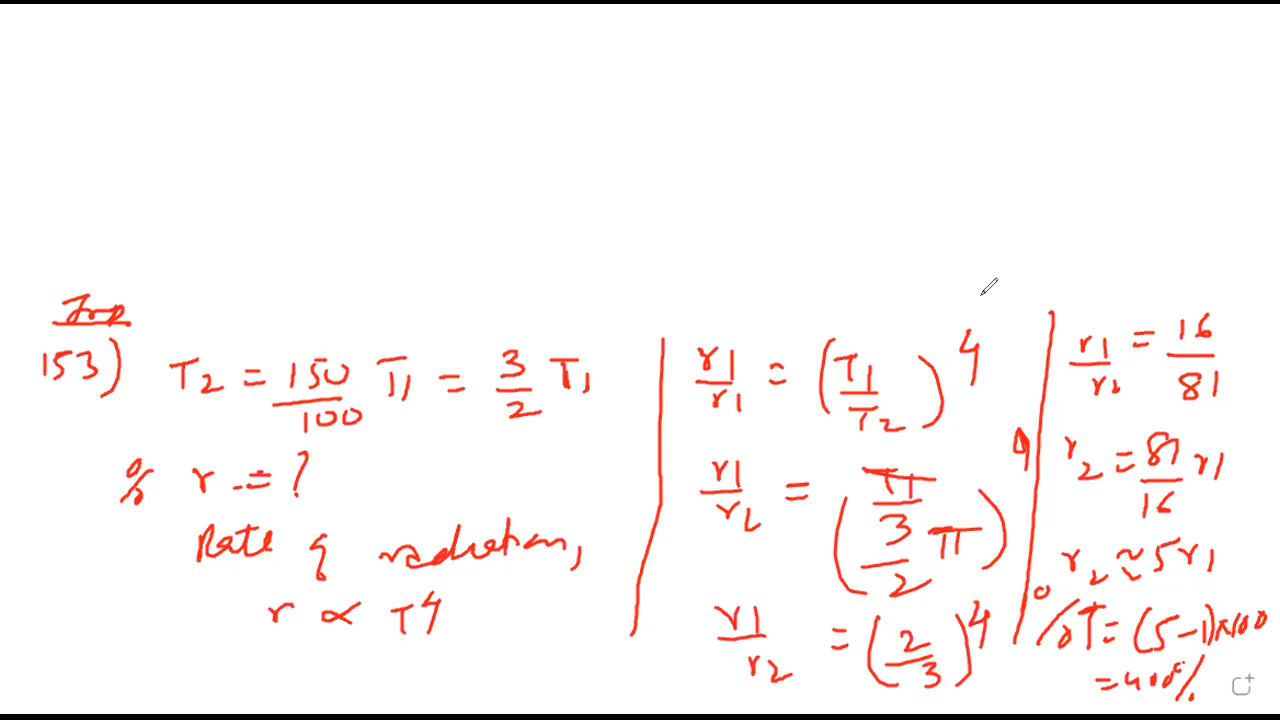 Imp
153) T2 = 150/100 T1 = 3/2 T1
% r = ?
Rate of radiation,
r ∝ T4
r1/r1 = (T1/T2)^4
r1/r2 = (T1/3/2 T1)^4
r1/r2 = (2/3)^4
r1/r2 = 16/81
r2 = 81/16 r1
r2 ≈ 5r1
% T = (5-1)×100
= 400%